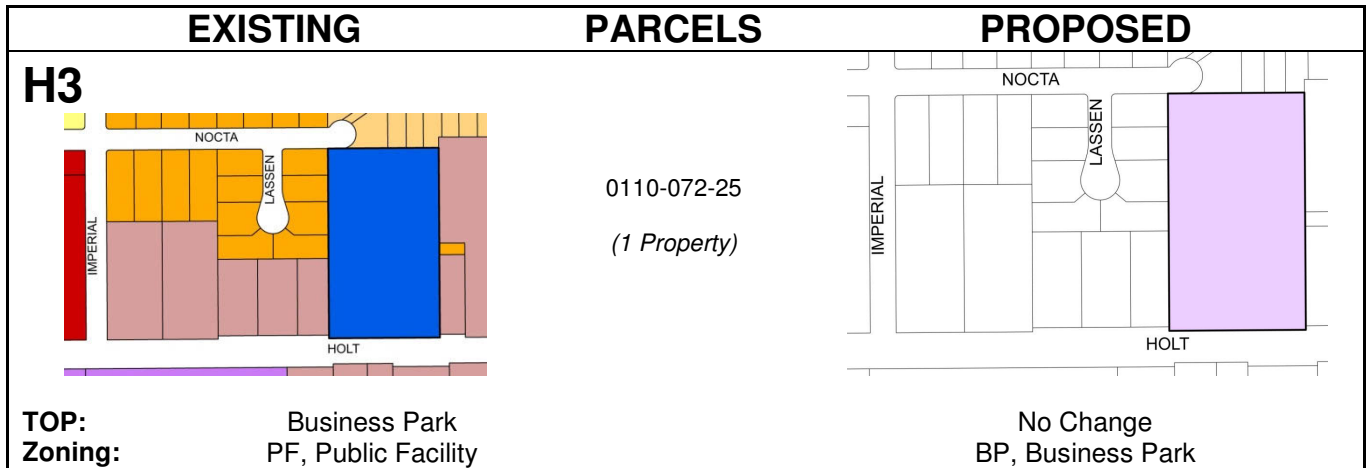 EXISTING PARCELS PROPOSED
H3
NOCTA
LASSEN
IMPERIAL
HOLT
0110-072-25
(1 Property)
NOCTA
LASSEN
IMPERIAL
HOLT
TOP: Business Park No Change
Zoning: PF, Public Facility BP, Business Park